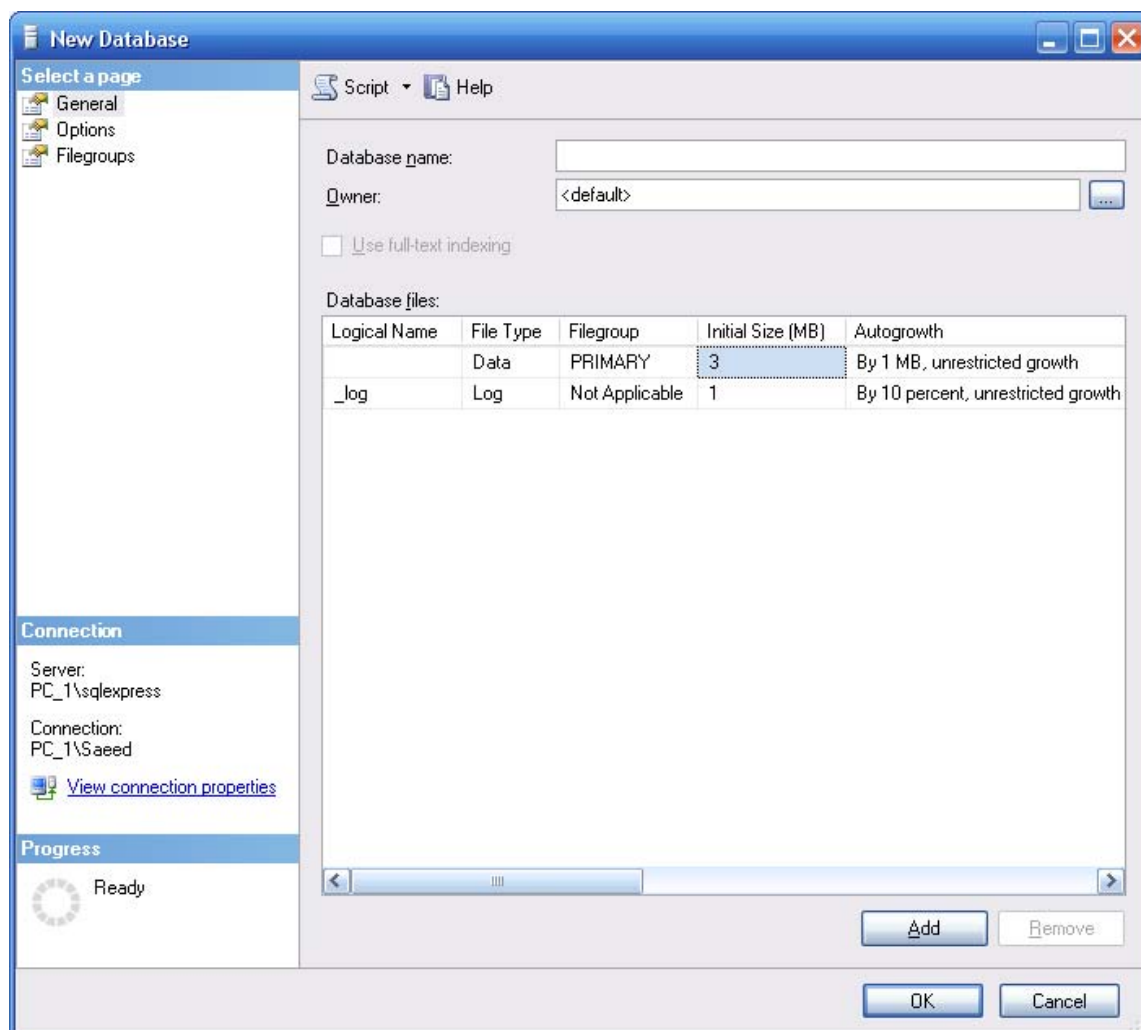 New Database
Select a page
General
Options
Filegroups
Script Help
Database name:
Owner: <default> ...
Use full-text indexing
Database files:
Logical Name File Type Filegroup Initial Size (MB) Autogrowth
Data PRIMARY 3 By 1 MB, unrestricted growth
_log Log Not Applicable 1 By 10 percent, unrestricted growth
Connection
Server:
PC_1\sqlexpress
Connection:
PC_1\Saeed
View connection properties
Progress
Ready
Add Remove
OK Cancel